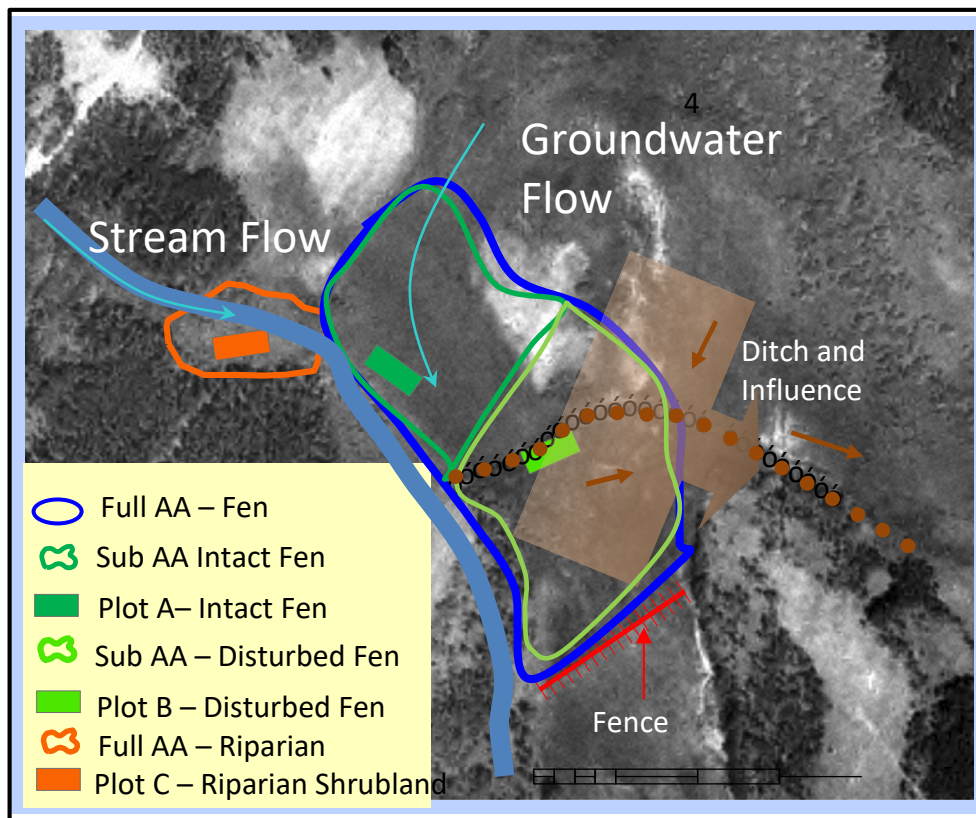 4
Groundwater
Flow
Stream Flow
Ditch and
Influence
Full AA – Fen
Sub AA Intact Fen
Plot A– Intact Fen
Sub AA – Disturbed Fen
Plot B – Disturbed Fen
Full AA – Riparian
Plot C – Riparian Shrubland
Fence